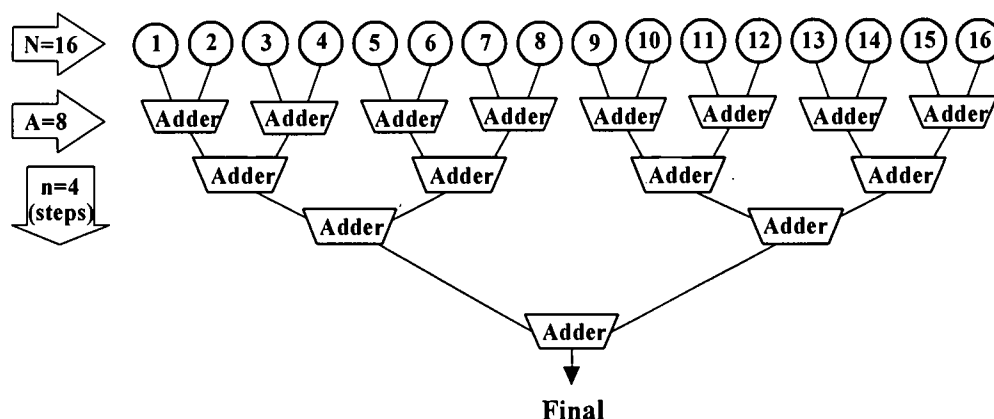 N=16 1 2 3 4 5 6 7 8 9 10 11 12 13 14 15 16
A=8 Adder Adder Adder Adder Adder Adder Adder Adder
n=4 Adder Adder Adder Adder
(steps) Adder Adder
Adder
Final